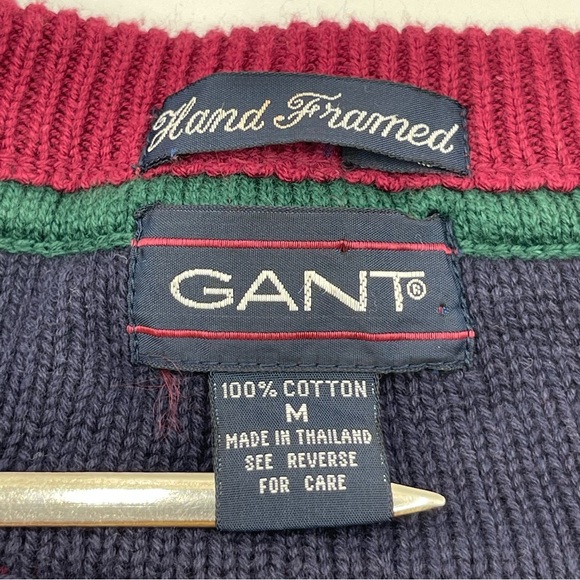 Hand Framed
GANT®
100% COTTON
M
MADE IN THAILAND
SEE REVERSE
FOR CARE